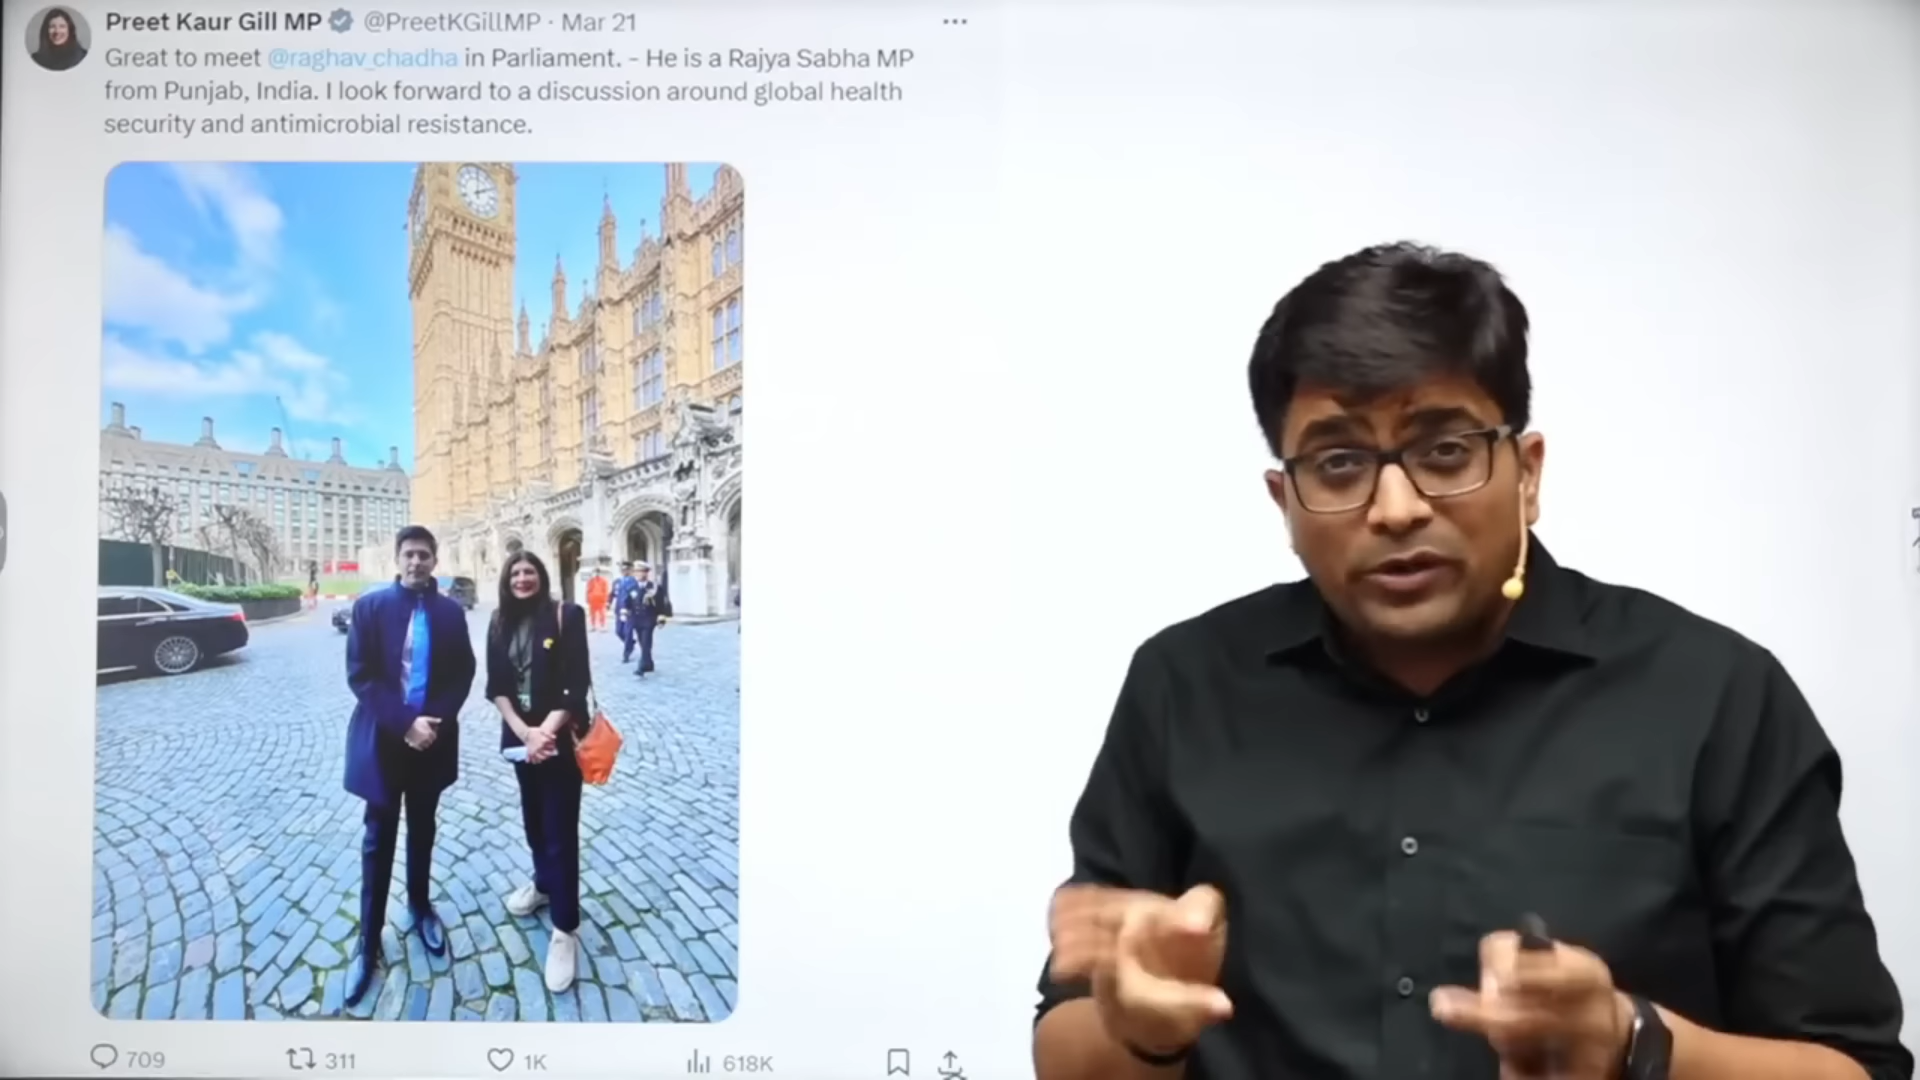 Preet Kaur Gill MP @PreetKGillMP · Mar 21
Great to meet @raghav_chadha in Parliament. - He is a Rajya Sabha MP
from Punjab, India. I look forward to a discussion around global health
security and antimicrobial resistance.
709 311 1K 618K